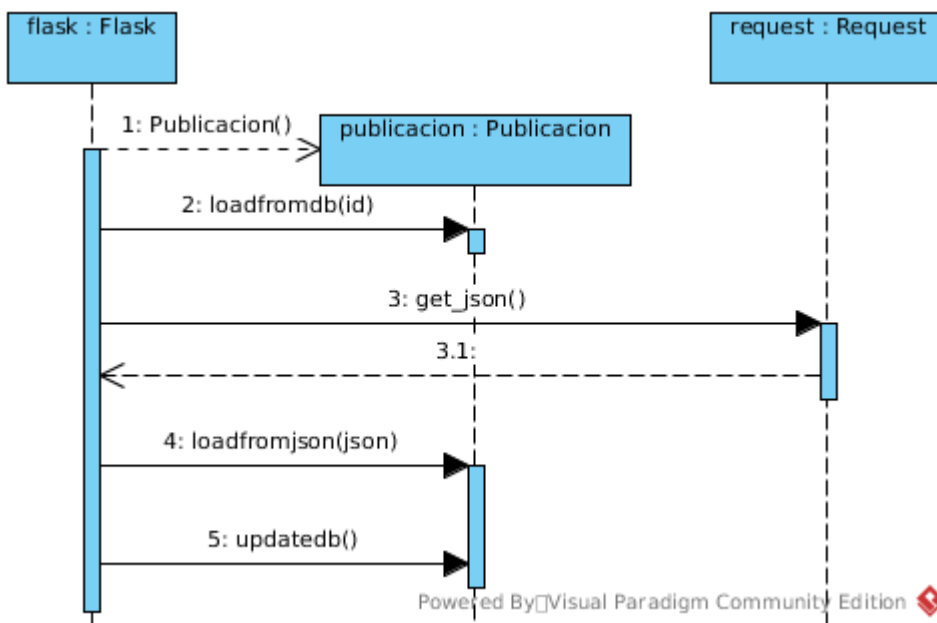 flask : Flask
request : Request
1: Publicacion()
publicacion : Publicacion
2: loadfromdb(id)
3: get_json()
3.1:
4: loadfromjson(json)
5: updatedb()
Powered By Visual Paradigm Community Edition